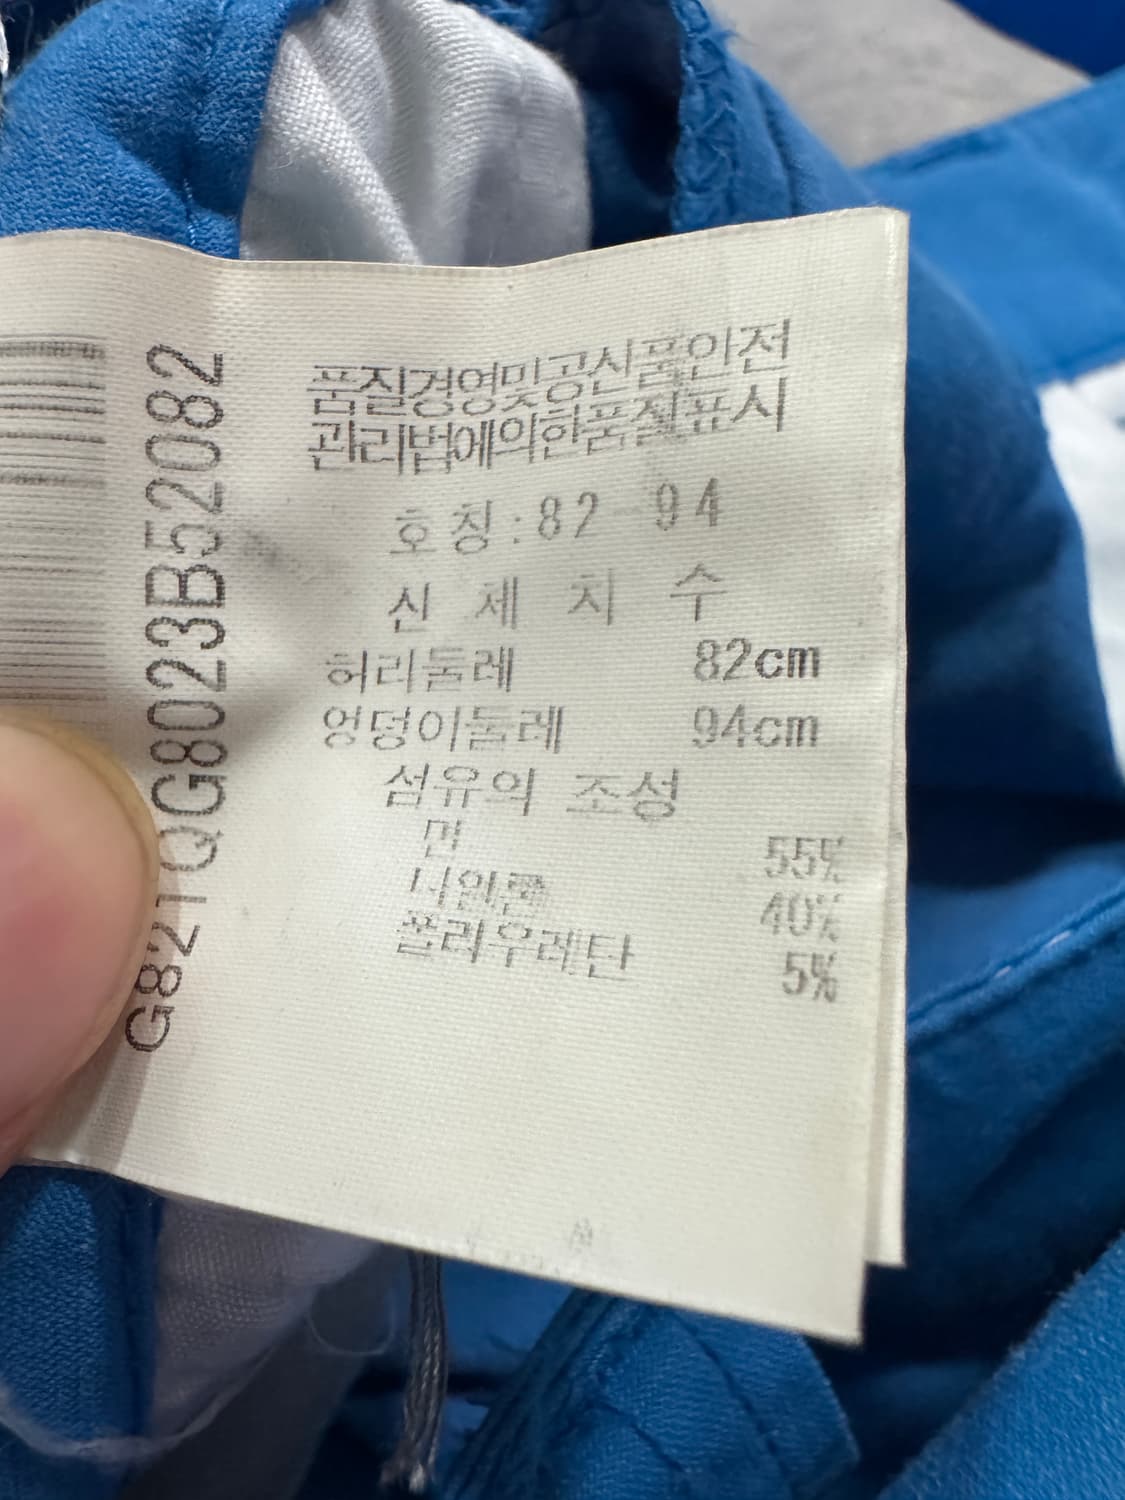 품질경영및공산품안전
관리법에의한품질표시
호칭:82-94
신체치수
허리둘레 82cm
엉덩이둘레 94cm
섬유의 조성
면 55%
나일론 40%
폴리우레탄 5%
G821QG8023B52082